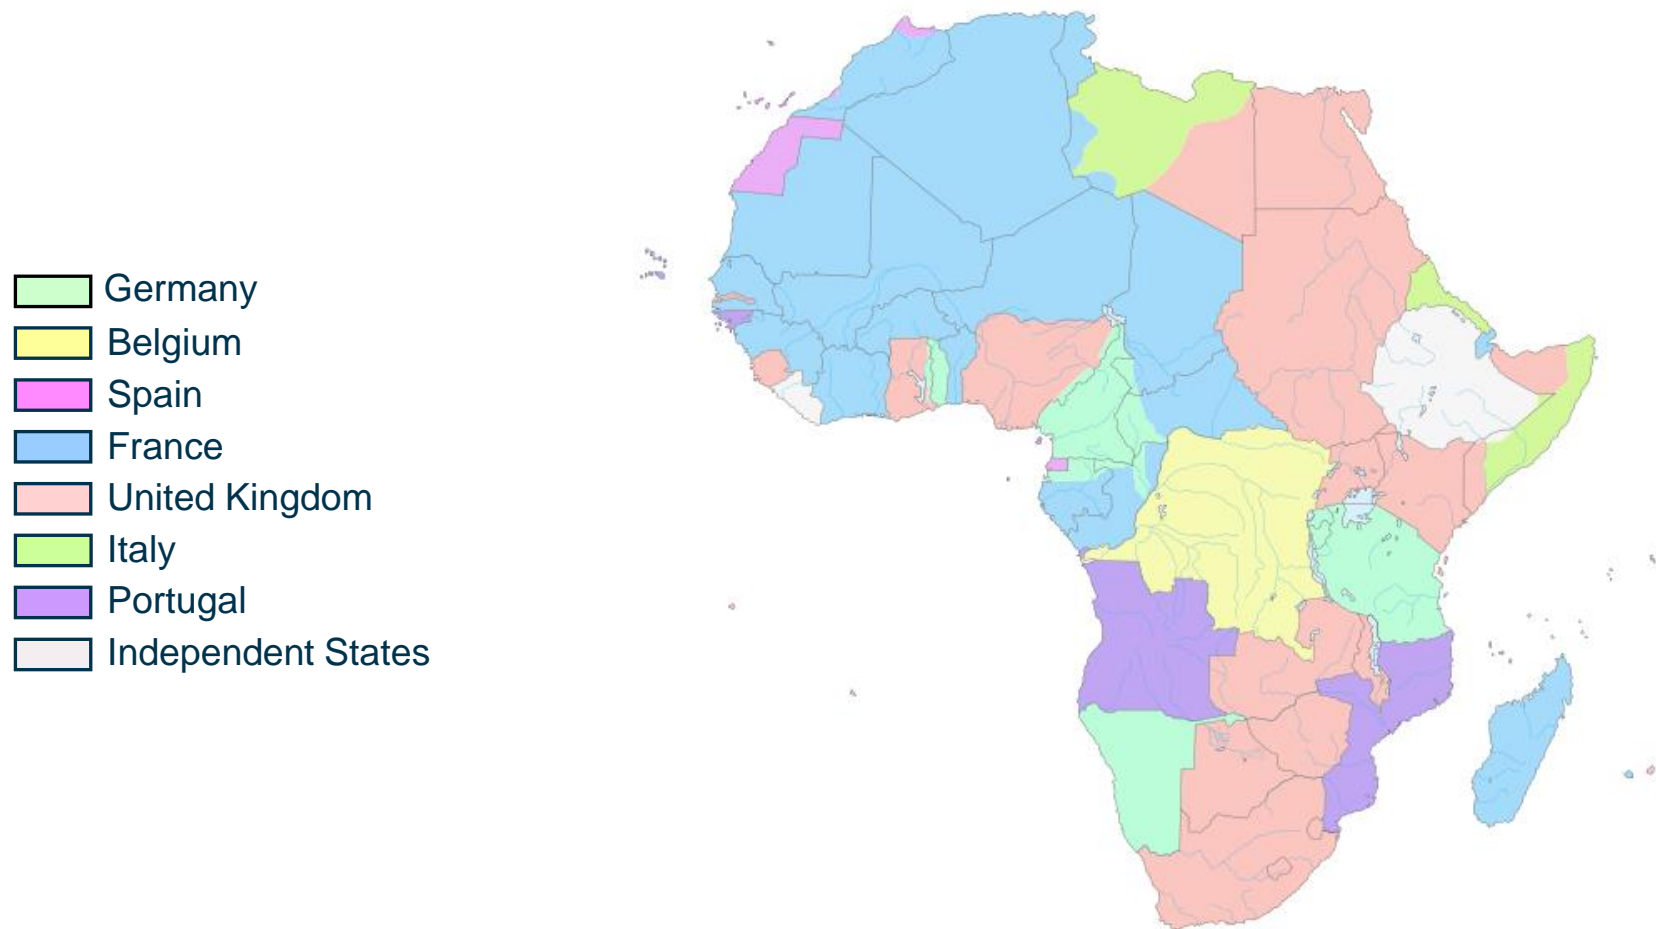 Germany
Belgium
Spain
France
United Kingdom
Italy
Portugal
Independent States